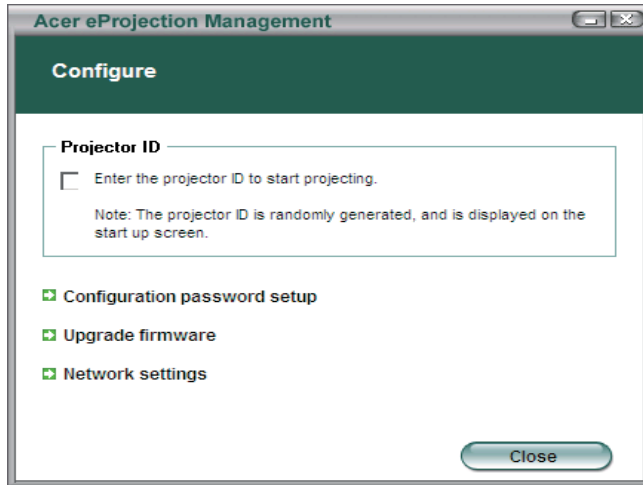 Acer eProjection Management
Configure
Projector ID
Enter the projector ID to start projecting.
Note: The projector ID is randomly generated, and is displayed on the
start up screen.
Configuration password setup
Upgrade firmware
Network settings
Close